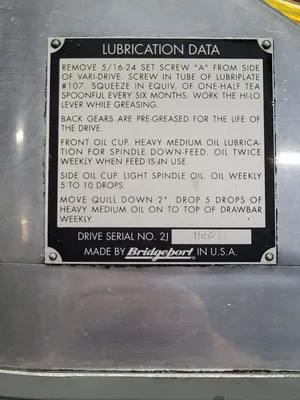 LUBRICATION DATA
REMOVE 5/16-24 SET SCREW "A" FROM SIDE
OF VARI-DRIVE. SCREW IN TUBE OF LUBRIPLATE
#107. SQUEEZE IN EQUIV. OF ONE-HALF TEA
SPOONFUL EVERY SIX MONTHS. WORK THE HI-LO
LEVER WHILE GREASING.
BACK GEARS ARE PRE-GREASED FOR THE LIFE OF
THE DRIVE.
FRONT OIL CUP. HEAVY MEDIUM OIL LUBRICA-
TION FOR SPINDLE DOWN-FEED. OIL TWICE
WEEKLY WHEN FEED IS IN USE.
SIDE OIL CUP. LIGHT SPINDLE OIL. OIL WEEKLY
5 TO 10 DROPS.
MOVE QUILL DOWN 2" DROP 5 DROPS OF
HEAVY MEDIUM OIL ON TO TOP OF DRAWBAR
WEEKLY.
DRIVE SERIAL NO. 2J
MADE BY Bridgeport IN U.S.A.